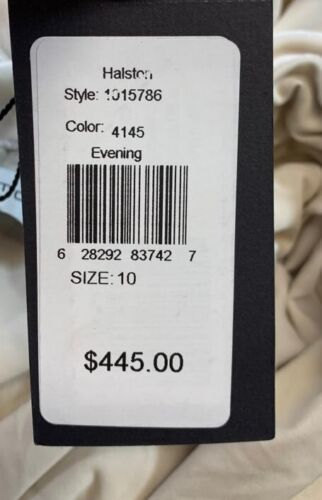 Halston
Style: 1015786
Color: 4145
Evening
6 28292 83742 7
SIZE: 10
$445.00